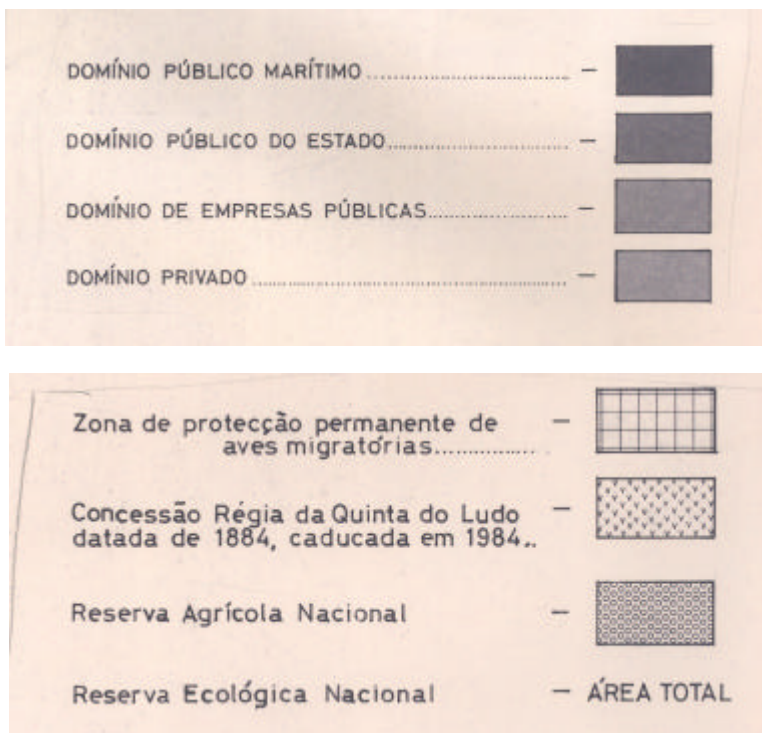 DOMÍNIO PÚBLICO MARÍTIMO .............................. –
DOMÍNIO PÚBLICO DO ESTADO .............................. –
DOMÍNIO DE EMPRESAS PÚBLICAS ...................... –
DOMÍNIO PRIVADO .................................................. –
Zona de protecção permanente de –
aves migratórias...............
Concessão Régia da Quinta do Ludo –
datada de 1884, caducada em 1984..
Reserva Agrícola Nacional –
Reserva Ecológica Nacional – ÁREA TOTAL